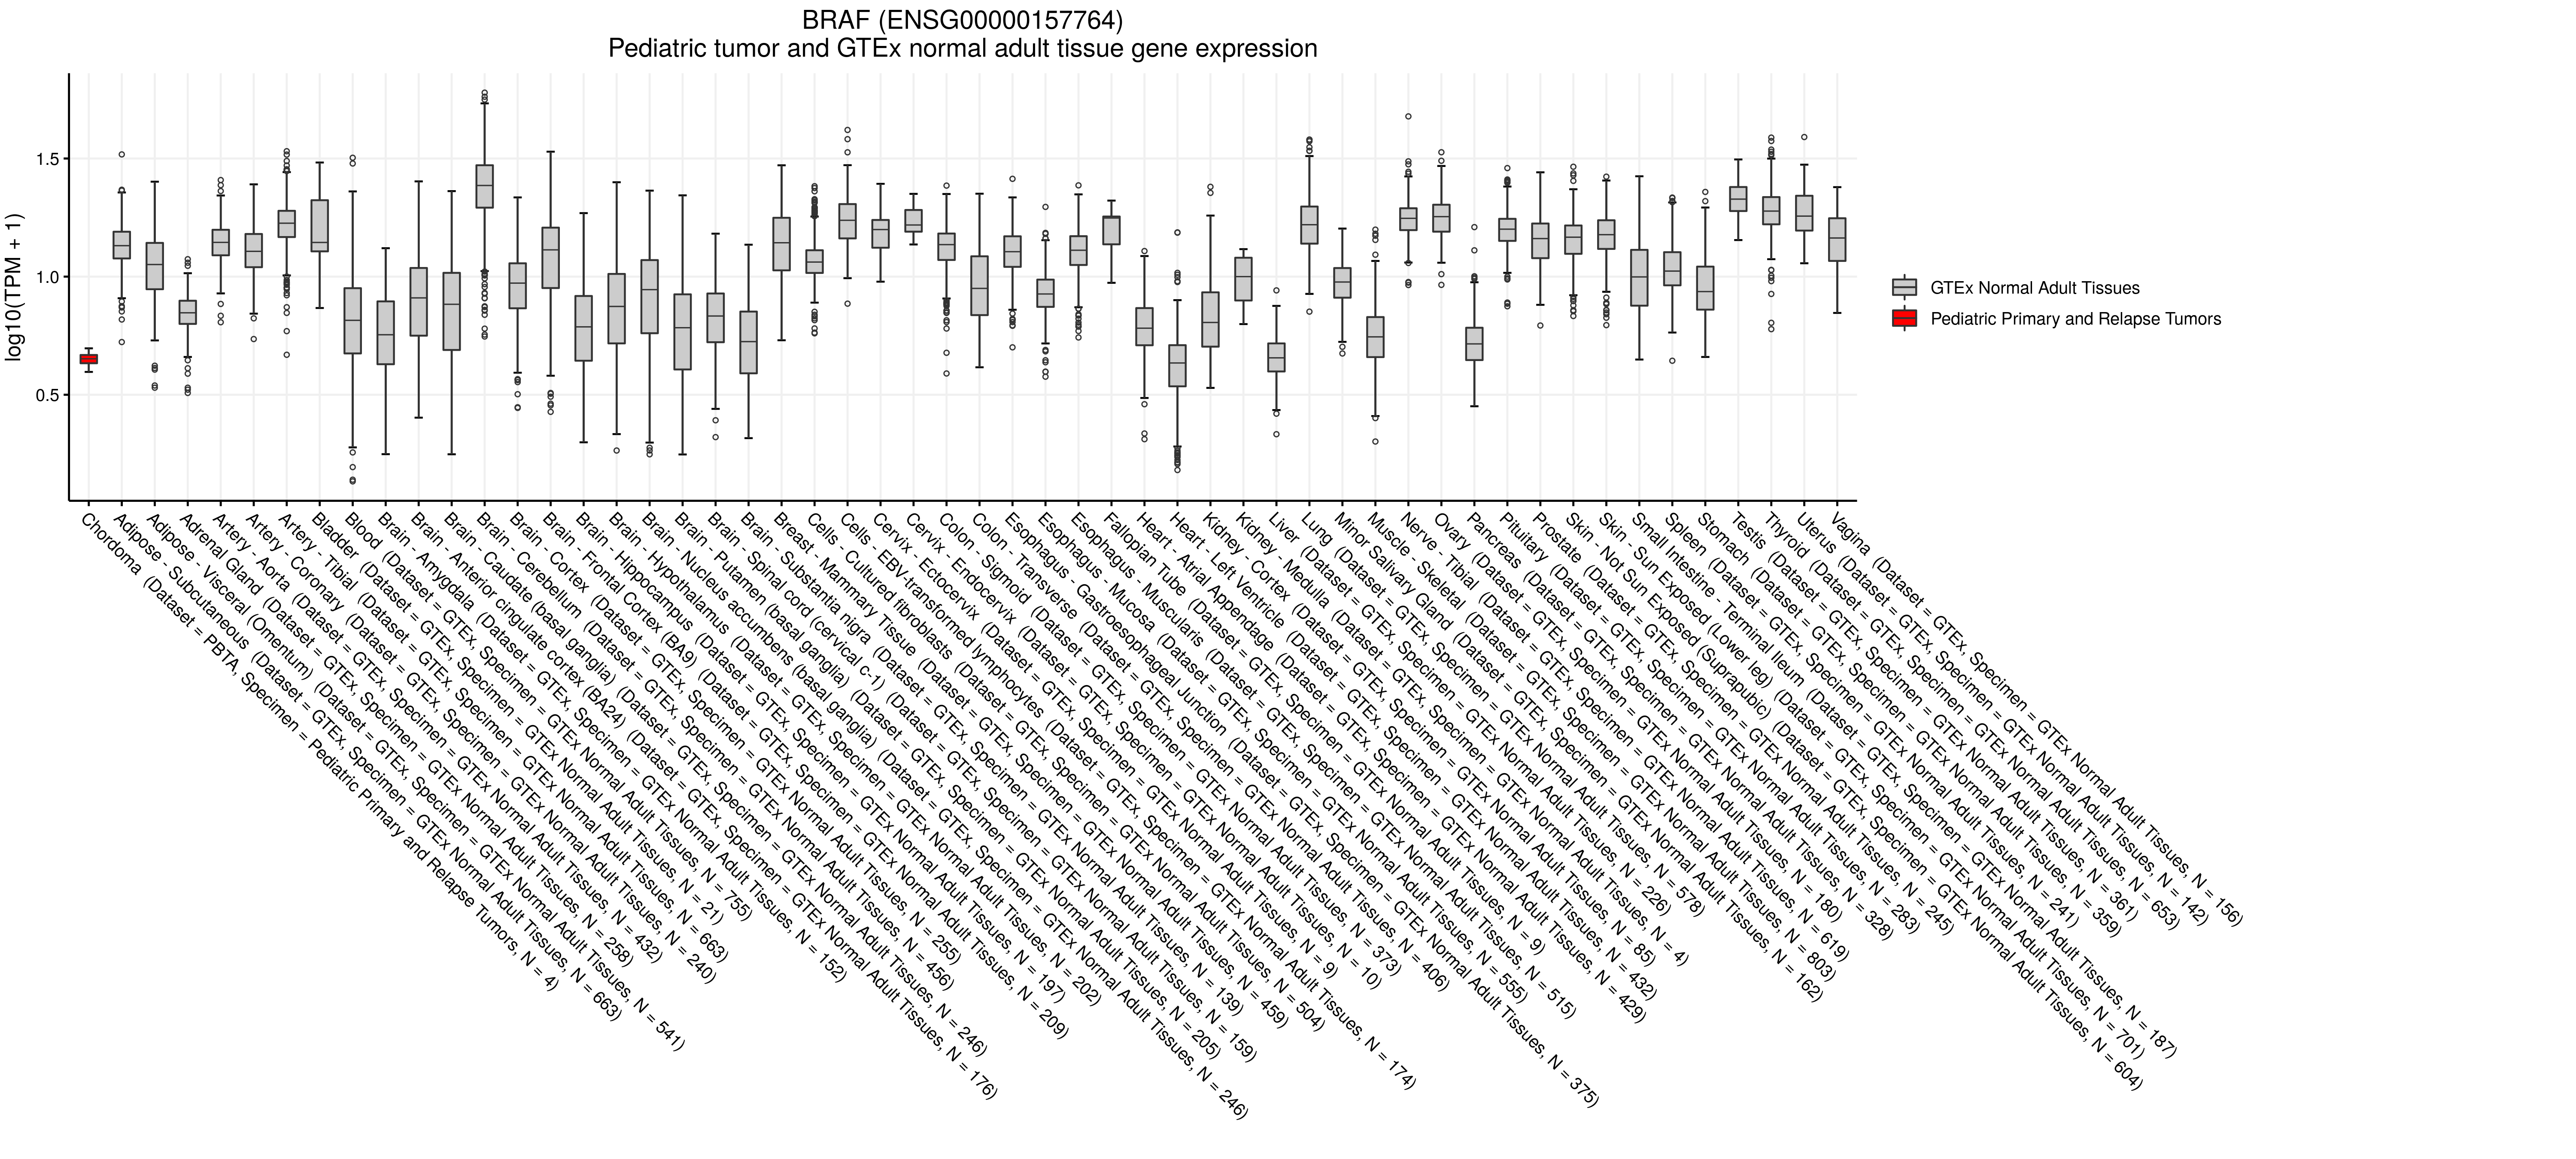 BRAF (ENSG00000157764)
Pediatric tumor and GTEx normal adult tissue gene expression
log10(TPM + 1)
1.5
1.0
0.5
GTEx Normal Adult Tissues
Pediatric Primary and Relapse Tumors
Chordoma (Dataset = PBTA, Specimen = Pediatric Primary and Relapse Tumors, N = 4)
Adipose - Subcutaneous (Dataset = GTEx, Specimen = GTEx Normal Adult Tissues, N = 663)
Adipose - Visceral (Omentum) (Dataset = GTEx, Specimen = GTEx Normal Adult Tissues, N = 541)
Adrenal Gland (Dataset = GTEx, Specimen = GTEx Normal Adult Tissues, N = 258)
Artery - Aorta (Dataset = GTEx, Specimen = GTEx Normal Adult Tissues, N = 432)
Artery - Coronary (Dataset = GTEx, Specimen = GTEx Normal Adult Tissues, N = 240)
Artery - Tibial (Dataset = GTEx, Specimen = GTEx Normal Adult Tissues, N = 663)
Bladder (Dataset = GTEx, Specimen = GTEx Normal Adult Tissues, N = 21)
Blood (Dataset = GTEx, Specimen = GTEx Normal Adult Tissues, N = 755)
Brain - Amygdala (Dataset = GTEx, Specimen = GTEx Normal Adult Tissues, N = 152)
Brain - Anterior cingulate cortex (BA24) (Dataset = GTEx, Specimen = GTEx Normal Adult Tissues, N = 176)
Brain - Caudate (basal ganglia) (Dataset = GTEx, Specimen = GTEx Normal Adult Tissues, N = 246)
Brain - Cerebellum (Dataset = GTEx, Specimen = GTEx Normal Adult Tissues, N = 456)
Brain - Cortex (Dataset = GTEx, Specimen = GTEx Normal Adult Tissues, N = 255)
Brain - Frontal Cortex (BA9) (Dataset = GTEx, Specimen = GTEx Normal Adult Tissues, N = 209)
Brain - Hippocampus (Dataset = GTEx, Specimen = GTEx Normal Adult Tissues, N = 197)
Brain - Hypothalamus (Dataset = GTEx, Specimen = GTEx Normal Adult Tissues, N = 202)
Brain - Nucleus accumbens (basal ganglia) (Dataset = GTEx, Specimen = GTEx Normal Adult Tissues, N = 246)
Brain - Putamen (basal ganglia) (Dataset = GTEx, Specimen = GTEx Normal Adult Tissues, N = 205)
Brain - Spinal cord (cervical c-1) (Dataset = GTEx, Specimen = GTEx Normal Adult Tissues, N = 159)
Brain - Substantia nigra (Dataset = GTEx, Specimen = GTEx Normal Adult Tissues, N = 139)
Breast - Mammary Tissue (Dataset = GTEx, Specimen = GTEx Normal Adult Tissues, N = 459)
Cells - Cultured fibroblasts (Dataset = GTEx, Specimen = GTEx Normal Adult Tissues, N = 504)
Cells - EBV-transformed lymphocytes (Dataset = GTEx, Specimen = GTEx Normal Adult Tissues, N = 174)
Cervix - Ectocervix (Dataset = GTEx, Specimen = GTEx Normal Adult Tissues, N = 9)
Cervix - Endocervix (Dataset = GTEx, Specimen = GTEx Normal Adult Tissues, N = 10)
Colon - Sigmoid (Dataset = GTEx, Specimen = GTEx Normal Adult Tissues, N = 373)
Colon - Transverse (Dataset = GTEx, Specimen = GTEx Normal Adult Tissues, N = 406)
Esophagus - Gastroesophageal Junction (Dataset = GTEx, Specimen = GTEx Normal Adult Tissues, N = 375)
Esophagus - Mucosa (Dataset = GTEx, Specimen = GTEx Normal Adult Tissues, N = 555)
Esophagus - Muscularis (Dataset = GTEx, Specimen = GTEx Normal Adult Tissues, N = 515)
Fallopian Tube (Dataset = GTEx, Specimen = GTEx Normal Adult Tissues, N = 9)
Heart - Atrial Appendage (Dataset = GTEx, Specimen = GTEx Normal Adult Tissues, N = 429)
Heart - Left Ventricle (Dataset = GTEx, Specimen = GTEx Normal Adult Tissues, N = 432)
Kidney - Cortex (Dataset = GTEx, Specimen = GTEx Normal Adult Tissues, N = 85)
Kidney - Medulla (Dataset = GTEx, Specimen = GTEx Normal Adult Tissues, N = 4)
Liver (Dataset = GTEx, Specimen = GTEx Normal Adult Tissues, N = 226)
Lung (Dataset = GTEx, Specimen = GTEx Normal Adult Tissues, N = 578)
Minor Salivary Gland (Dataset = GTEx, Specimen = GTEx Normal Adult Tissues, N = 162)
Muscle - Skeletal (Dataset = GTEx, Specimen = GTEx Normal Adult Tissues, N = 803)
Nerve - Tibial (Dataset = GTEx, Specimen = GTEx Normal Adult Tissues, N = 619)
Ovary (Dataset = GTEx, Specimen = GTEx Normal Adult Tissues, N = 180)
Pancreas (Dataset = GTEx, Specimen = GTEx Normal Adult Tissues, N = 328)
Pituitary (Dataset = GTEx, Specimen = GTEx Normal Adult Tissues, N = 283)
Prostate (Dataset = GTEx, Specimen = GTEx Normal Adult Tissues, N = 245)
Skin - Not Sun Exposed (Suprapubic) (Dataset = GTEx, Specimen = GTEx Normal Adult Tissues, N = 604)
Skin - Sun Exposed (Lower leg) (Dataset = GTEx, Specimen = GTEx Normal Adult Tissues, N = 701)
Small Intestine - Terminal Ileum (Dataset = GTEx, Specimen = GTEx Normal Adult Tissues, N = 187)
Spleen (Dataset = GTEx, Specimen = GTEx Normal Adult Tissues, N = 241)
Stomach (Dataset = GTEx, Specimen = GTEx Normal Adult Tissues, N = 359)
Testis (Dataset = GTEx, Specimen = GTEx Normal Adult Tissues, N = 361)
Thyroid (Dataset = GTEx, Specimen = GTEx Normal Adult Tissues, N = 653)
Uterus (Dataset = GTEx, Specimen = GTEx Normal Adult Tissues, N = 142)
Vagina (Dataset = GTEx, Specimen = GTEx Normal Adult Tissues, N = 156)